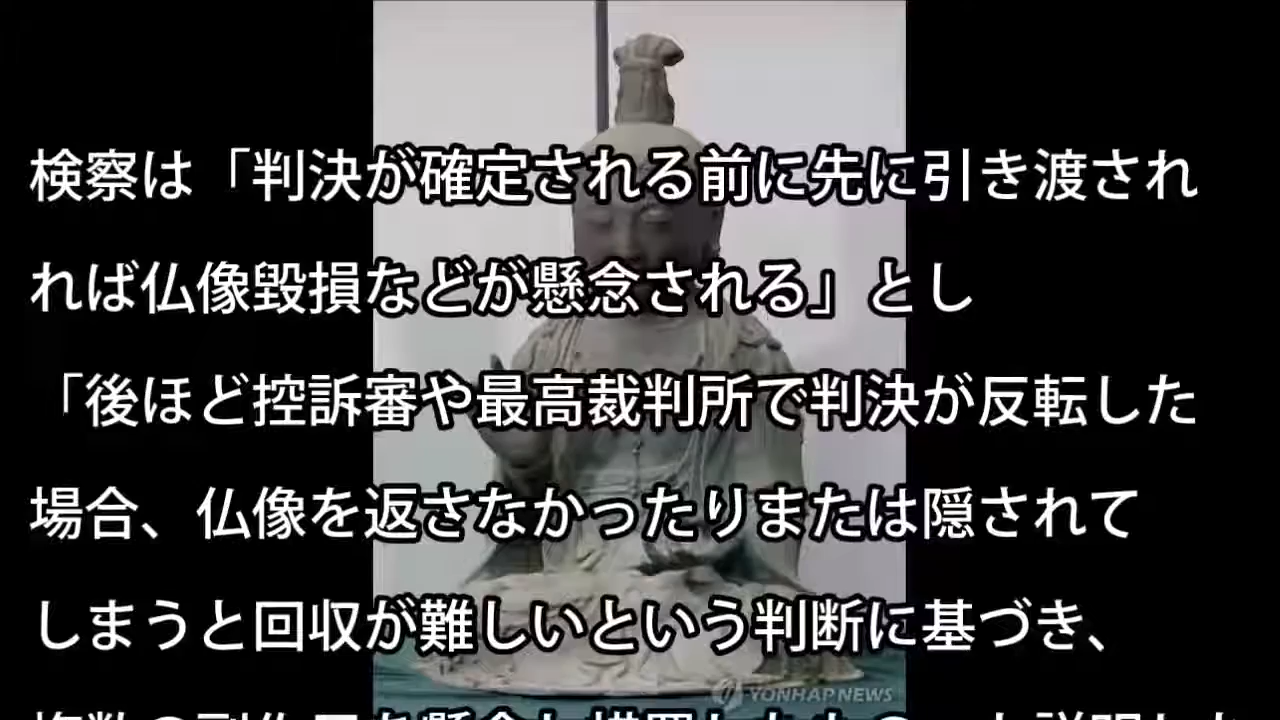 検察は「判決が確定される前に先に引き渡され
れば仏像毀損などが懸念される」とし
「後ほど控訴審や最高裁判所で判決が反転した
場合、仏像を返さなかったりまたは隠されて
しまうと回収が難しいという判断に基づき、
YONHAP NEWS